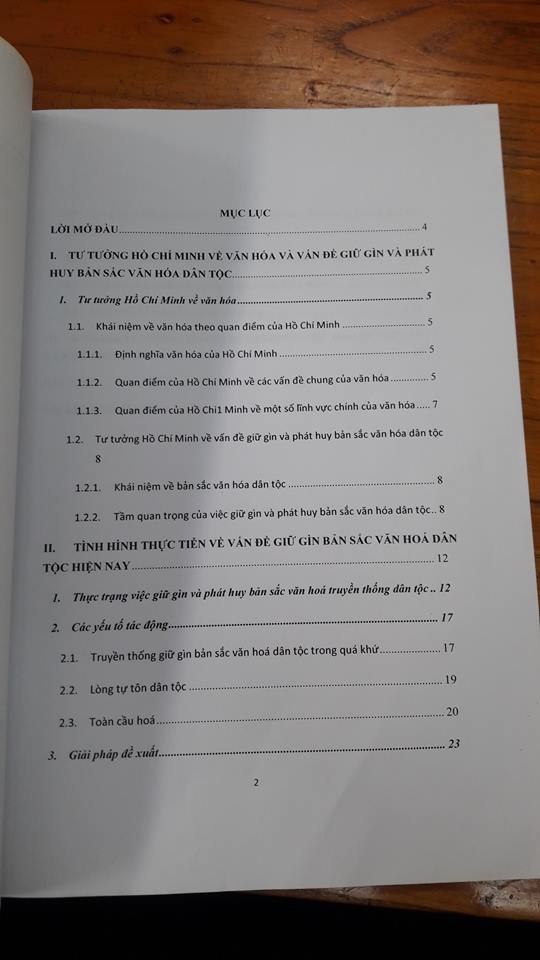 MỤC LỤC
LỜI MỞ ĐẦU.......... 4
I. TƯ TƯỞNG HỒ CHÍ MINH VỀ VĂN HÓA VÀ VẤN ĐỀ GIỮ GÌN VÀ PHÁT
HUY BẢN SẮC VĂN HÓA DÂN TỘC.......... 5
1. Tư tưởng Hồ Chí Minh về văn hóa.......... 5
1.1. Khái niệm về văn hóa theo quan điểm của Hồ Chí Minh .......... 5
1.1.1. Định nghĩa văn hóa của Hồ Chí Minh .......... 5
1.1.2. Quan điểm của Hồ Chí Minh về các vấn đề chung của văn hóa .......... 5
1.1.3. Quan điểm của Hồ Chí1 Minh về một số lĩnh vực chính của văn hóa ..... 7
1.2. Tư tưởng Hồ Chí Minh về vấn đề giữ gìn và phát huy bản sắc văn hóa dân tộc
8
1.2.1. Khái niệm về bản sắc văn hóa dân tộc .......... 8
1.2.2. Tầm quan trọng của việc giữ gìn và phát huy bản sắc văn hóa dân tộc.. 8
II. TÌNH HÌNH THỰC TIỄN VỀ VẤN ĐỀ GIỮ GÌN BẢN SẮC VĂN HOÁ DÂN
TỘC HIỆN NAY .......... 12
1. Thực trạng việc giữ gìn và phát huy bản sắc văn hoá truyền thống dân tộc .. 12
2. Các yếu tố tác động.......... 17
2.1. Truyền thống giữ gìn bản sắc văn hoá dân tộc trong quá khứ.......... 17
2.2. Lòng tự tôn dân tộc .......... 19
2.3. Toàn cầu hoá.......... 20
3. Giải pháp đề xuất.......... 23
2